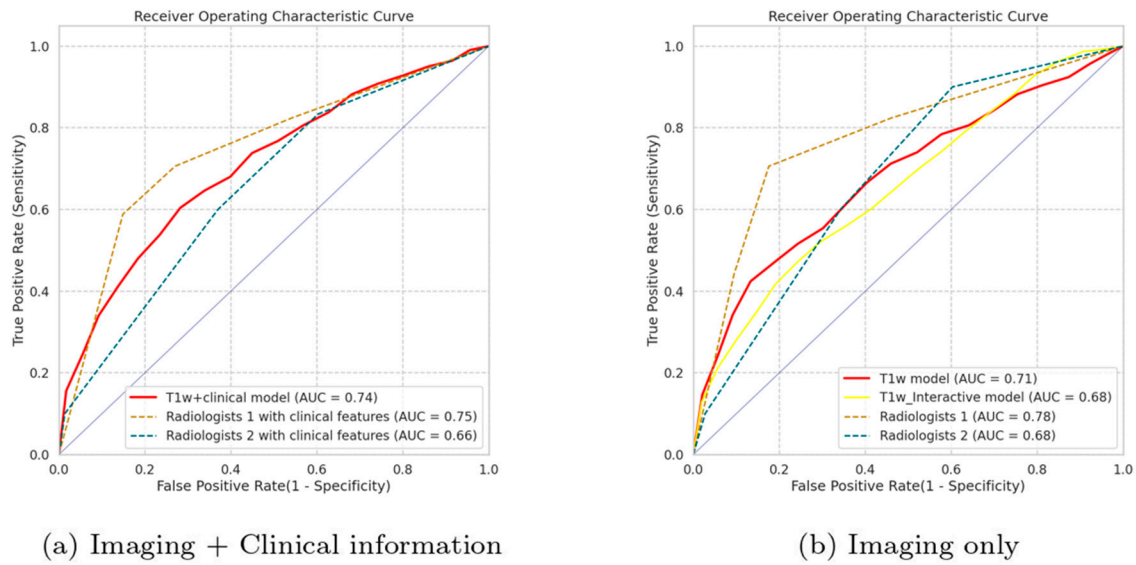 Receiver Operating Characteristic Curve
1.0
0.8
0.6
0.4
0.2
0.0
True Positive Rate (Sensitivity)
T1w+clinical model (AUC = 0.74)
Radiologists 1 with clinical features (AUC = 0.75)
Radiologists 2 with clinical features (AUC = 0.66)
0.0 0.2 0.4 0.6 0.8 1.0
False Positive Rate(1 - Specificity)
(a) Imaging + Clinical information
Receiver Operating Characteristic Curve
1.0
0.8
0.6
0.4
0.2
0.0
True Positive Rate (Sensitivity)
T1w model (AUC = 0.71)
T1w_Interactive model (AUC = 0.68)
Radiologists 1 (AUC = 0.78)
Radiologists 2 (AUC = 0.68)
0.0 0.2 0.4 0.6 0.8 1.0
False Positive Rate(1 - Specificity)
(b) Imaging only